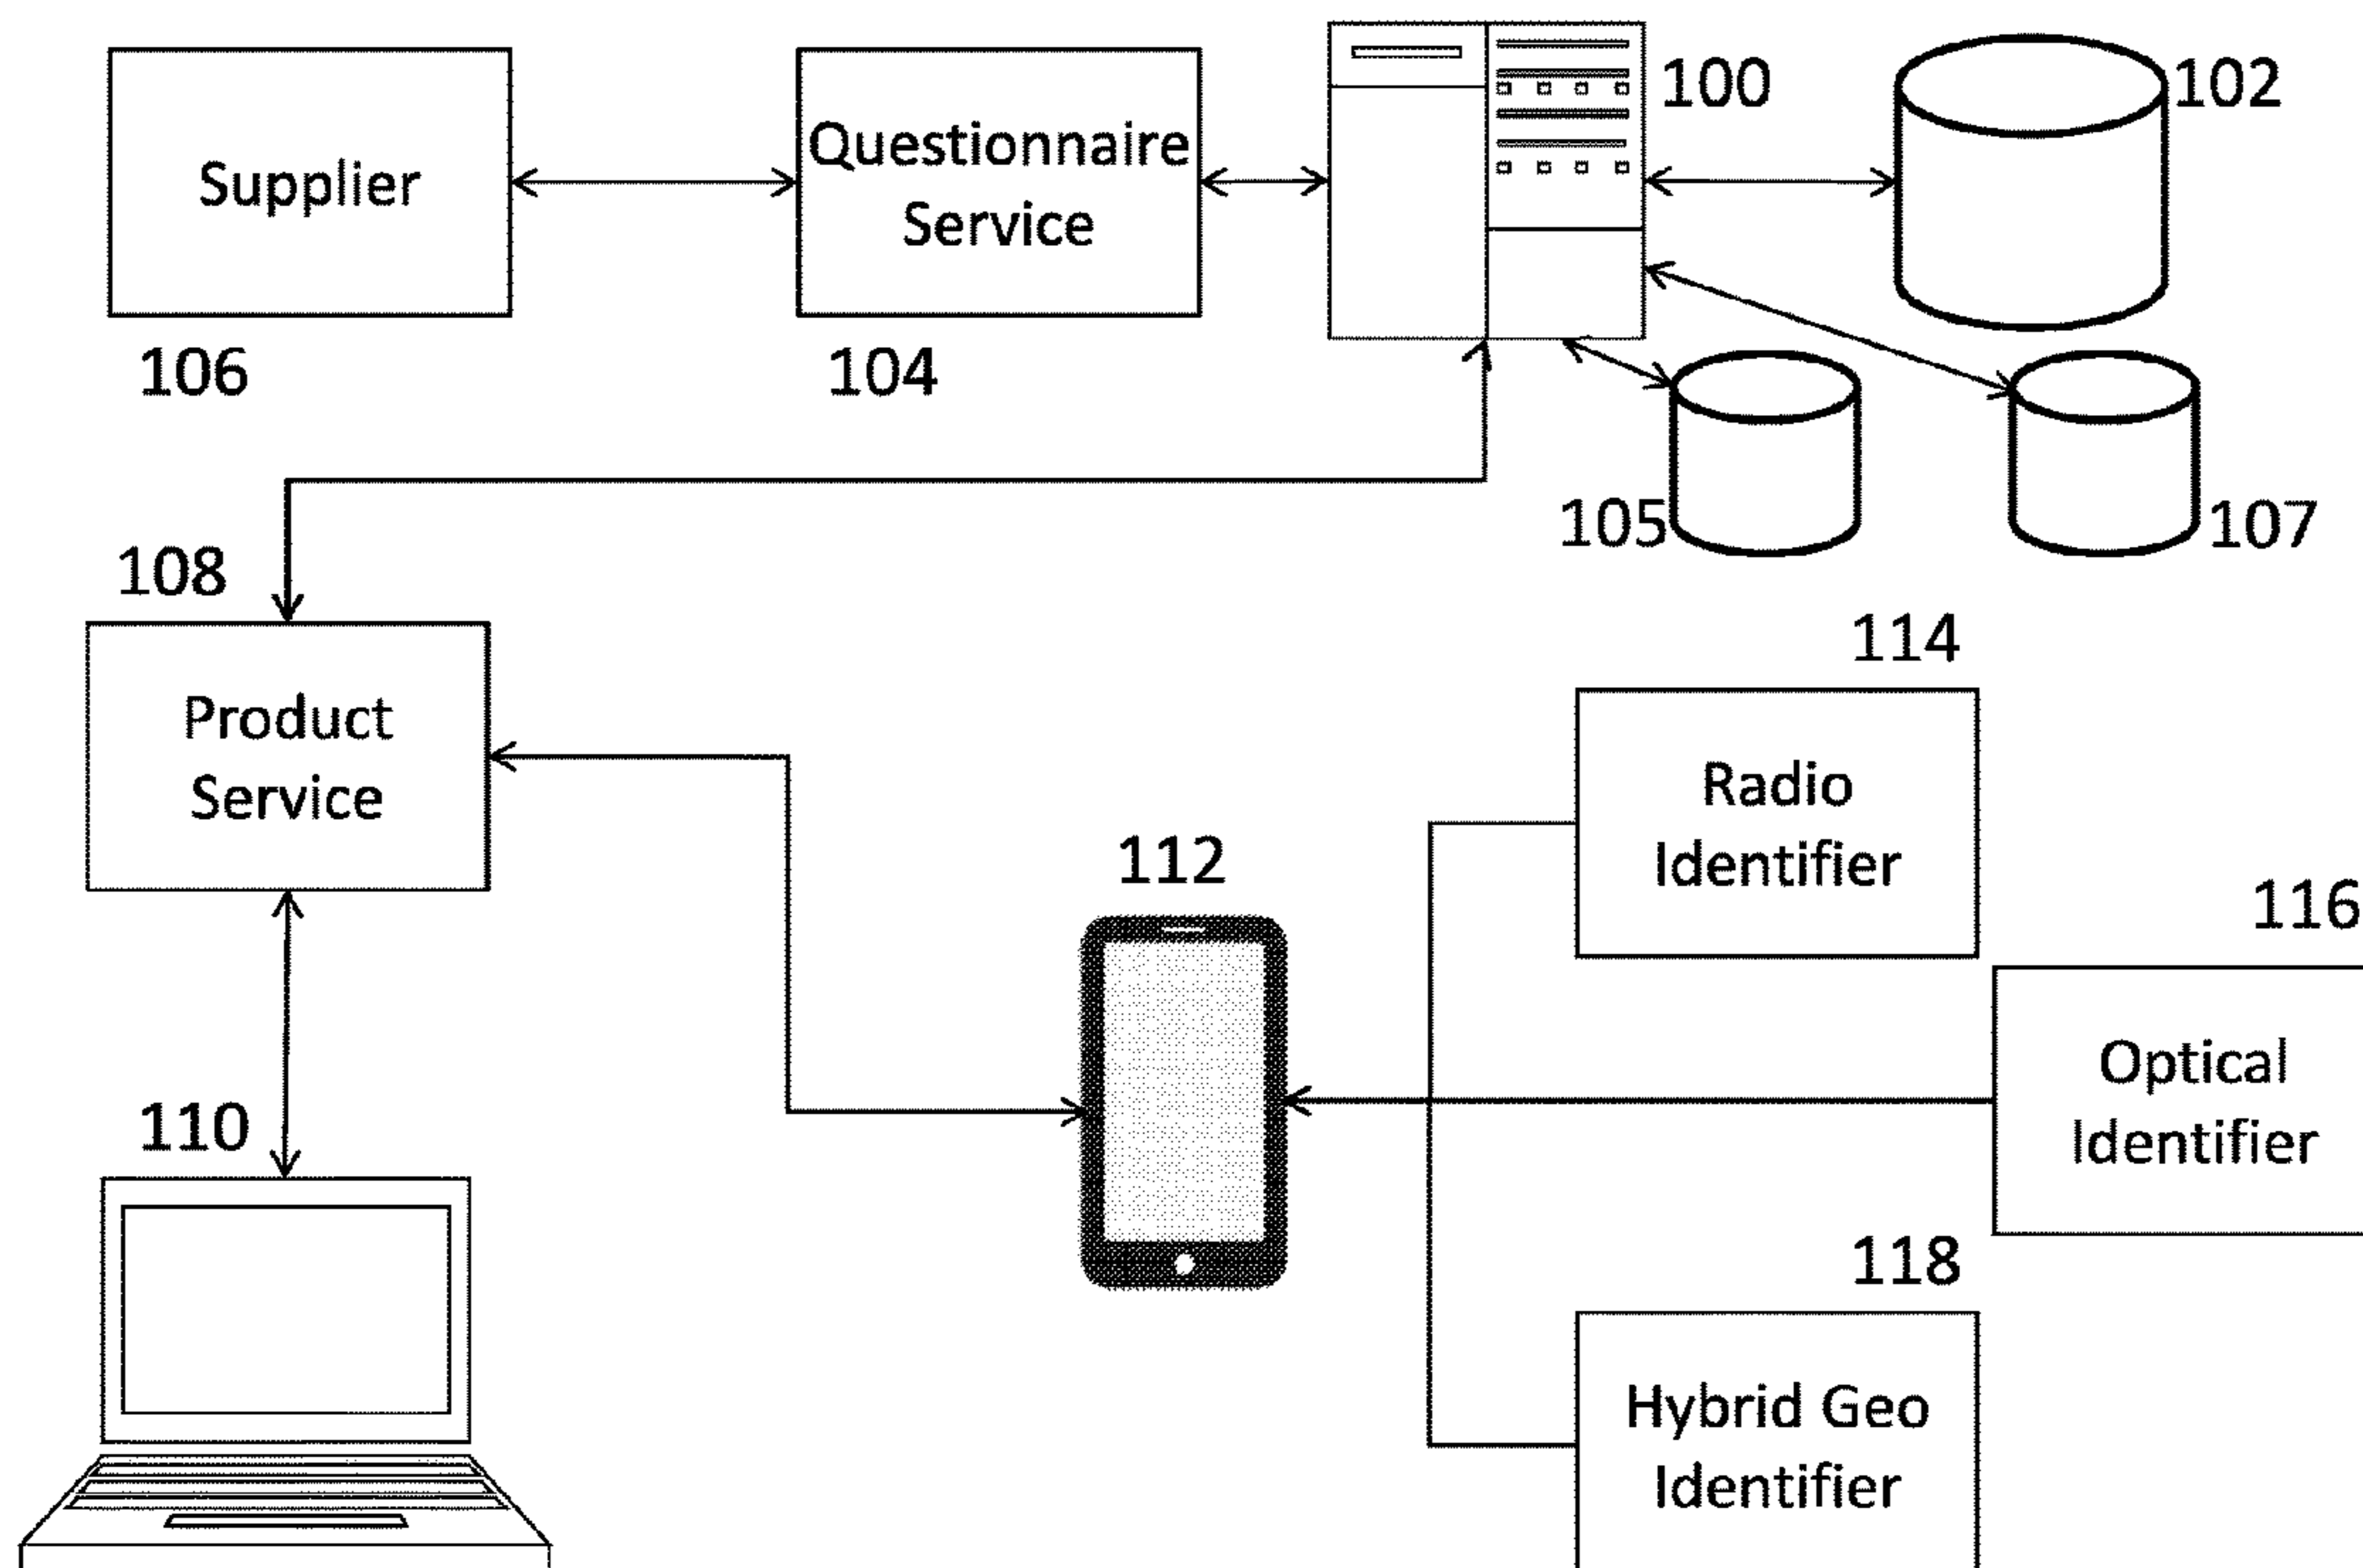 100
102
Supplier
Questionnaire
Service
106
104
105
107
108
Product
Service
114
Radio
Identifier
112
116
Optical
Identifier
110
118
Hybrid Geo
Identifier